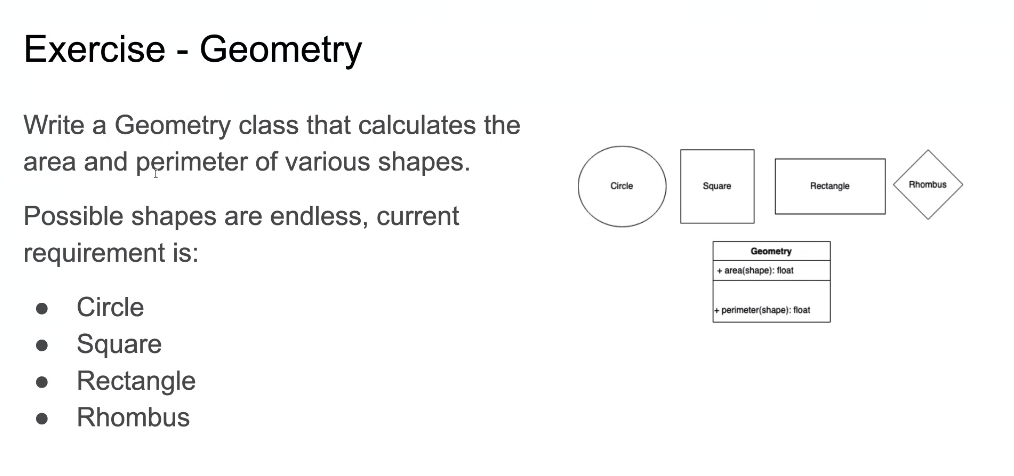 Exercise - Geometry
Write a Geometry class that calculates the
area and perimeter of various shapes.
Possible shapes are endless, current
requirement is:
● Circle
● Square
● Rectangle
● Rhombus
Circle
Square
Rectangle
Rhombus
Geometry
+ area(shape): float
+ perimeter(shape): float